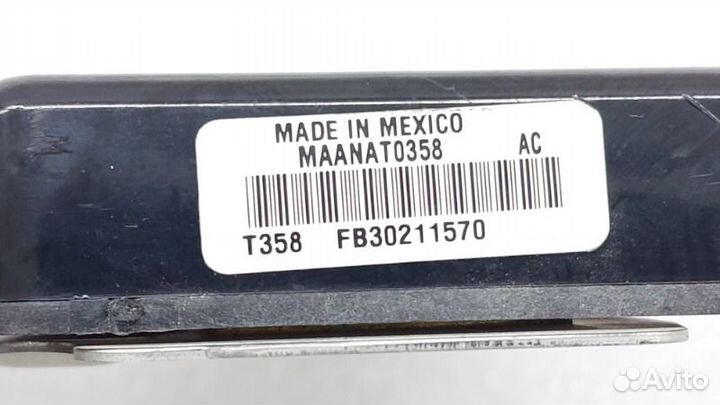 MADE IN MEXICO
MAANAT0358 AC
T358 FB30211570
Avito